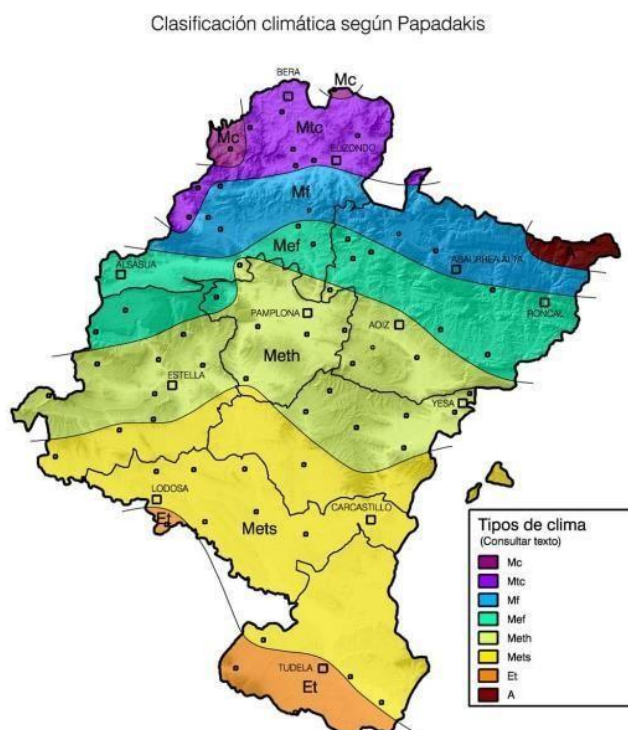 Clasificación climática según Papadakis
Mc
BERA
Mtc
Mc
ELIZONDO
Mf
Mef
ALSASUA
ABAURREA ALTA
RONCAL
PAMPLONA
AOIZ
Meth
ESTELLA
YESA
LODOSA
CARCASTILLO
Et
Mets
TUDELA
Et
Tipos de clima
(Consultar texto)
Mc
Mtc
Mf
Mef
Meth
Mets
Et
A